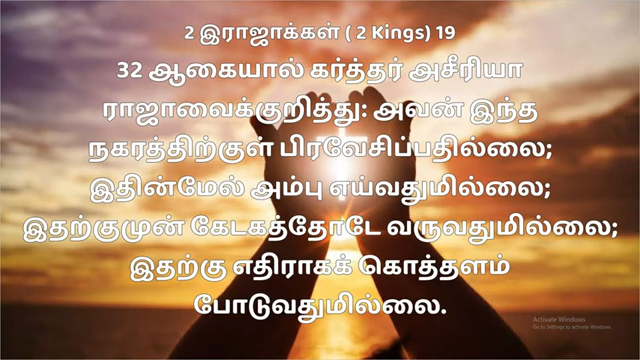 2 இராஜாக்கள் ( 2 Kings) 19
32 ஆகையால் கர்த்தர் அசீரியா
ராஜாவைக்குறித்து: அவன் இந்த
நகரத்திற்குள் பிரவேசிப்பதில்லை;
இதின்மேல் அம்பு எய்வதுமில்லை;
இதற்குமுன் கேடகத்தோடே வருவதுமில்லை;
இதற்கு எதிராகக் கொத்தளம்
போடுவதுமில்லை.
Activate Windows
Go to Settings to activate Windows.